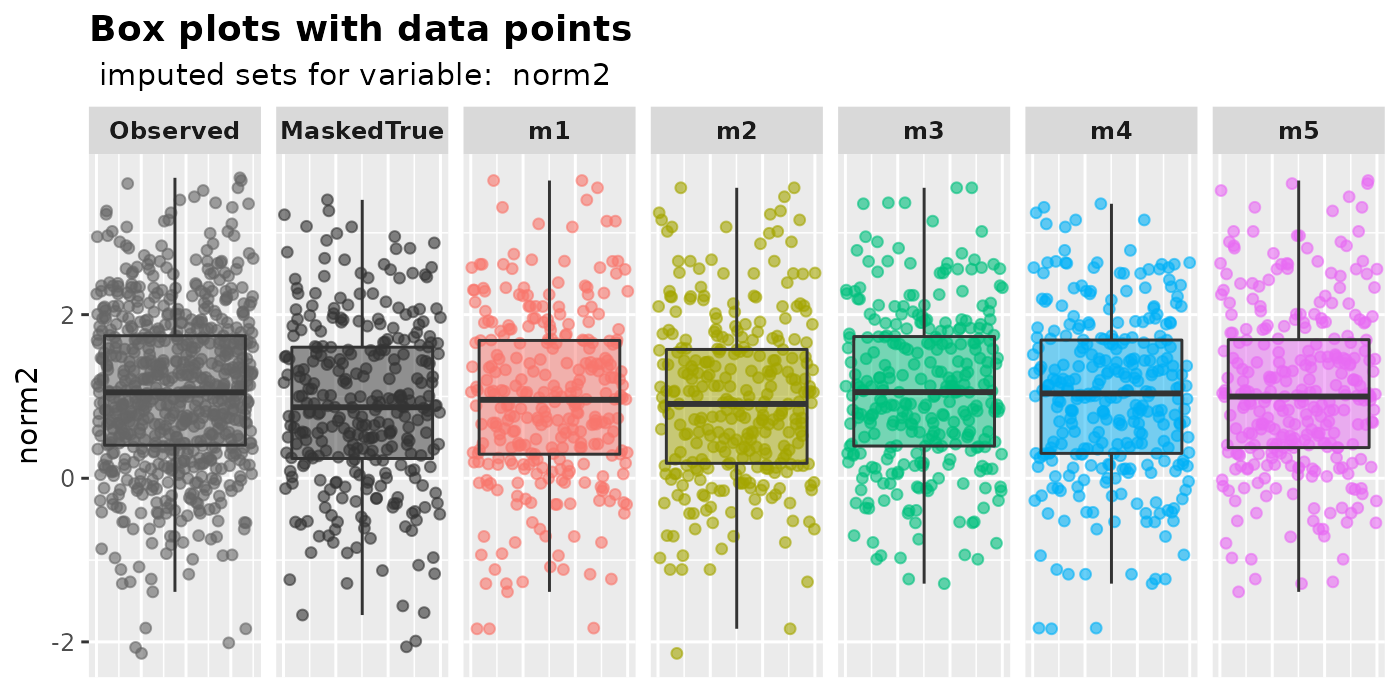 Box plots with data points
imputed sets for variable:  norm2
Observed MaskedTrue m1 m2 m3 m4 m5
norm2
2
0
-2